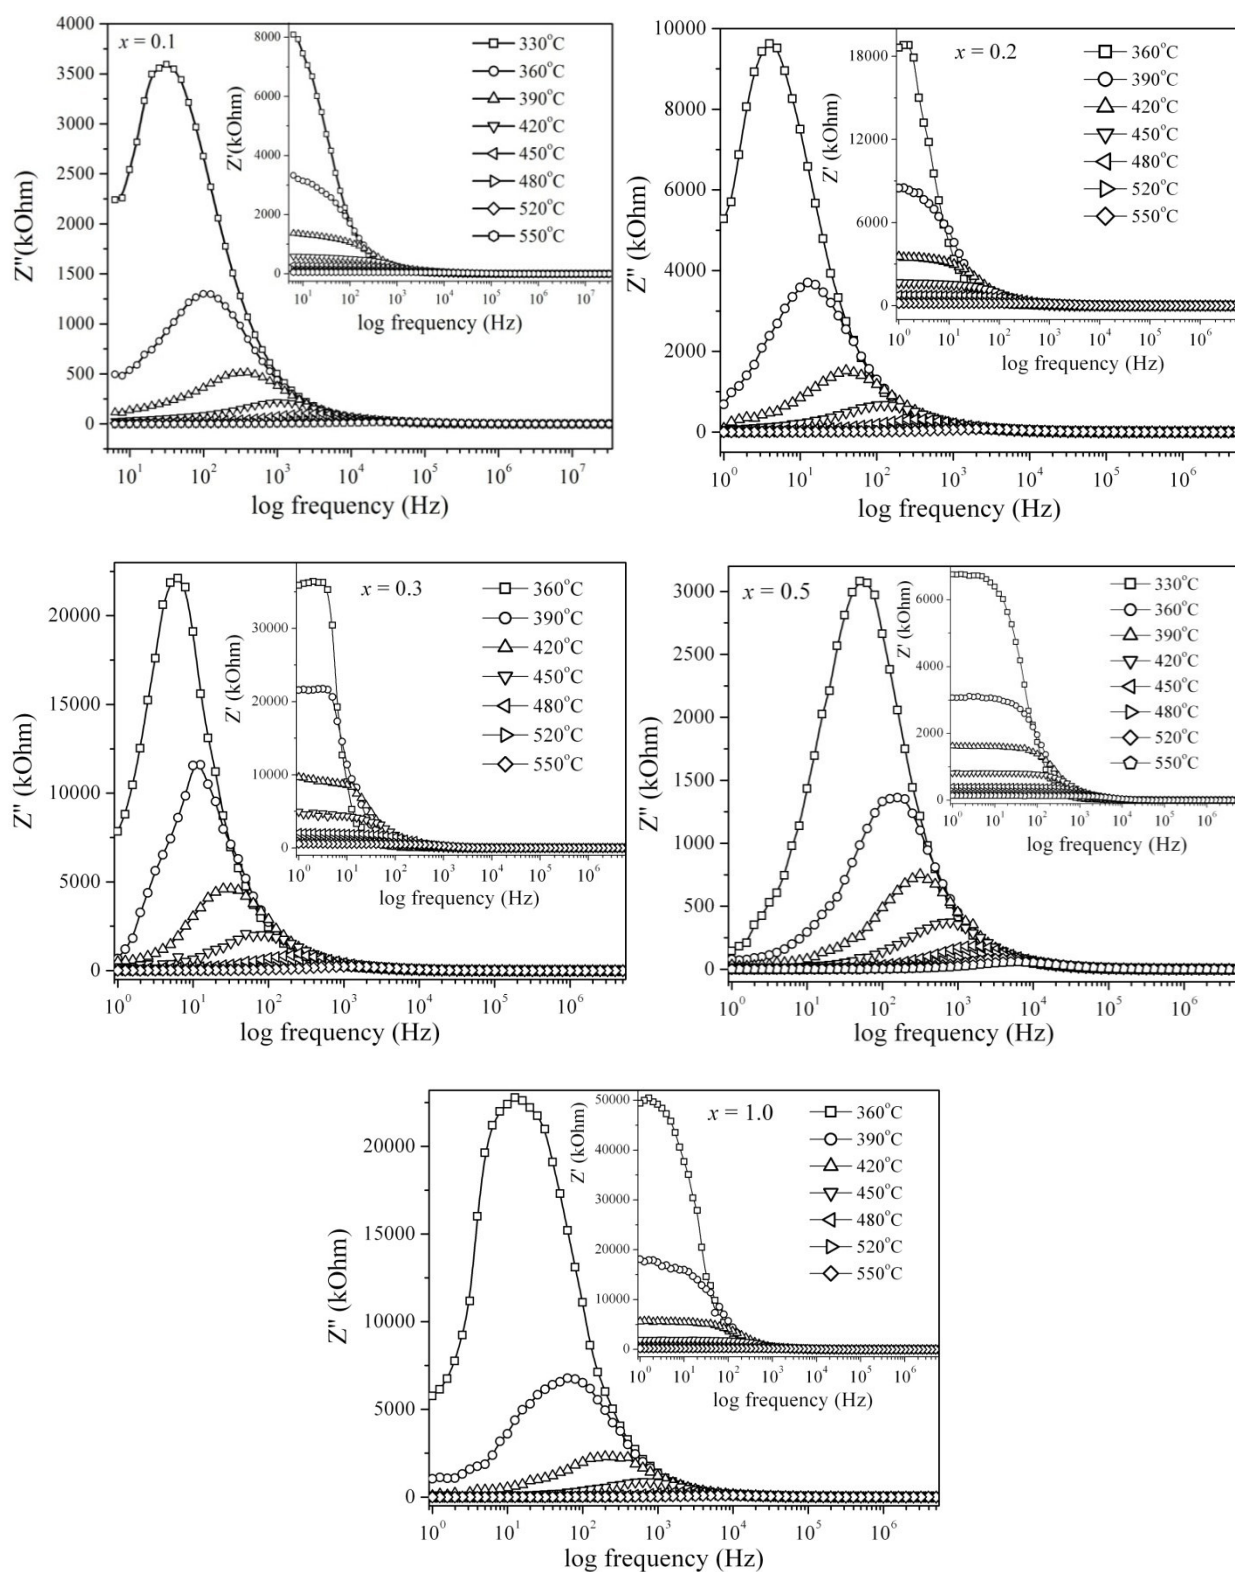 x = 0.1
4000
3500
3000
2500
2000
1500
1000
500
0
Z"(kOhm)
10¹ 10² 10³ 10⁴ 10⁵ 10⁶ 10⁷
log frequency (Hz)
8000
6000
4000
2000
0
Z'(kOhm)
10¹ 10² 10³ 10⁴ 10⁵ 10⁶ 10⁷
log frequency (Hz)
330°C
360°C
390°C
420°C
450°C
480°C
520°C
550°C
x = 0.2
10000
8000
6000
4000
2000
0
Z" (kOhm)
10⁰ 10¹ 10² 10³ 10⁴ 10⁵ 10⁶
log frequency (Hz)
18000
12000
6000
0
Z' (kOhm)
10⁰ 10¹ 10² 10³ 10⁴ 10⁵ 10⁶
log frequency (Hz)
360°C
390°C
420°C
450°C
480°C
520°C
550°C
x = 0.3
20000
17500
15000
12500
10000
7500
5000
2500
0
Z" (kOhm)
10⁰ 10¹ 10² 10³ 10⁴ 10⁵ 10⁶
log frequency (Hz)
30000
20000
10000
0
Z' (kOhm)
10⁰ 10¹ 10² 10³ 10⁴ 10⁵ 10⁶
log frequency (Hz)
360°C
390°C
420°C
450°C
480°C
520°C
550°C
x = 0.5
3000
2500
2000
1500
1000
500
0
Z" (kOhm)
10⁰ 10¹ 10² 10³ 10⁴ 10⁵ 10⁶
log frequency (Hz)
6000
4000
2000
0
Z' (kOhm)
10⁰ 10¹ 10² 10³ 10⁴ 10⁵ 10⁶
log frequency (Hz)
330°C
360°C
390°C
420°C
450°C
480°C
520°C
550°C
x = 1.0
20000
15000
10000
5000
0
Z" (kOhm)
10⁰ 10¹ 10² 10³ 10⁴ 10⁵ 10⁶
log frequency (Hz)
50000
40000
30000
20000
10000
0
Z' (kOhm)
10⁰ 10¹ 10² 10³ 10⁴ 10⁵ 10⁶
log frequency (Hz)
360°C
390°C
420°C
450°C
480°C
520°C
550°C